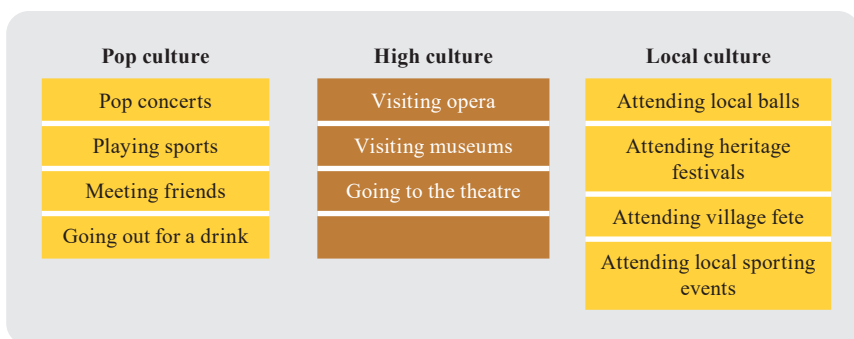 Pop culture
Pop concerts
Playing sports
Meeting friends
Going out for a drink
High culture
Visiting opera
Visiting museums
Going to the theatre
Local culture
Attending local balls
Attending heritage
festivals
Attending village fete
Attending local sporting
events